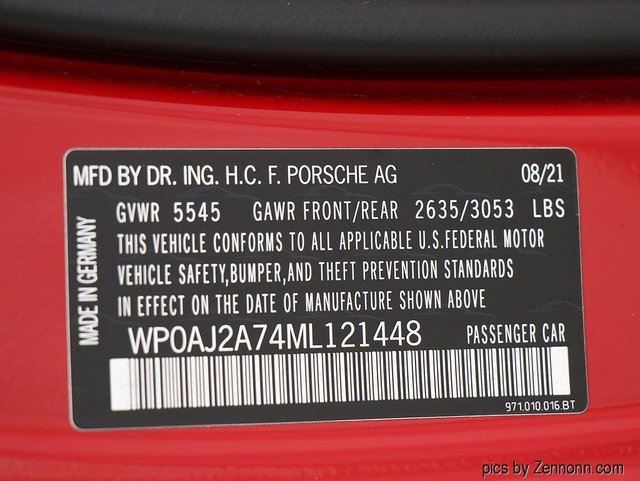 MFD BY DR. ING. H.C. F. PORSCHE AG 08/21
GVWR 5545 GAWR FRONT/REAR 2635/3053 LBS
THIS VEHICLE CONFORMS TO ALL APPLICABLE U.S.FEDERAL MOTOR
VEHICLE SAFETY,BUMPER,AND THEFT PREVENTION STANDARDS
IN EFFECT ON THE DATE OF MANUFACTURE SHOWN ABOVE
MADE IN GERMANY
WP0AJ2A74ML121448 PASSENGER CAR
971.010.016.BT
pics by Zennonn.com